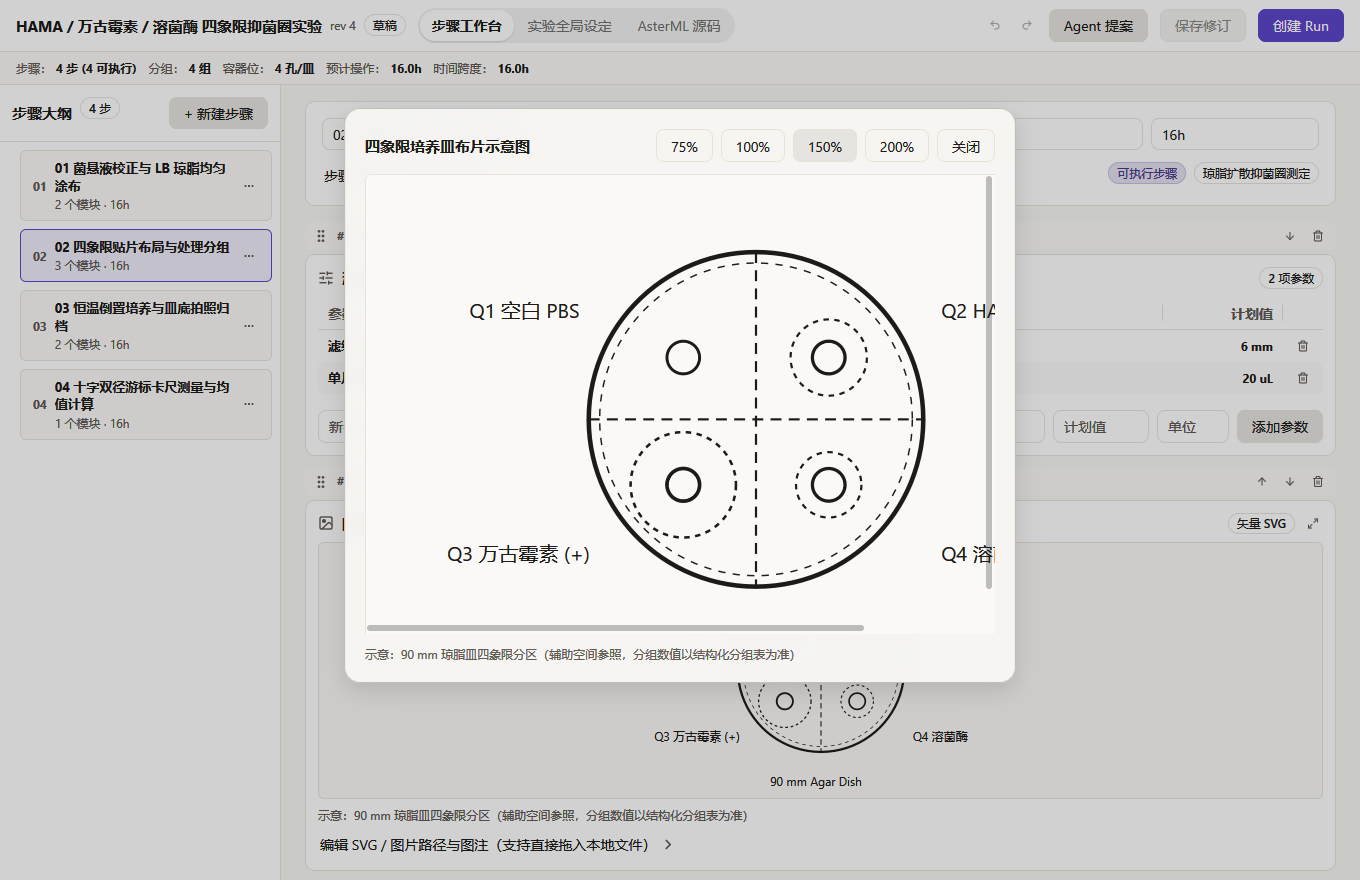 HAMA / 万古霉素 / 溶菌酶 四象限抑菌圈实验 rev 4 草稿 步骤工作台 实验全局设定 AsterML 源码 Agent 提案 保存修订 创建 Run
步骤： 4 步 (4 可执行) 分组： 4 组 容器位： 4 孔/皿 预计操作： 16.0h 时间跨度： 16.0h
步骤大纲 4 步 + 新建步骤
01 01 菌悬液校正与 LB 琼脂均匀
涂布
2 个模块 · 16h
02 02 四象限贴片布局与处理分组
3 个模块 · 16h
03 03 恒温倒置培养与皿底拍照归
档
2 个模块 · 16h
04 04 十字双径游标卡尺测量与均
值计算
1 个模块 · 16h
16h
可执行步骤 琼脂扩散抑菌圈测定
四象限培养皿布片示意图 75% 100% 150% 200% 关闭
Q1 空白 PBS
Q2 HA
Q3 万古霉素 (+)
Q4 溶
示意：90 mm 琼脂皿四象限分区（辅助空间参照，分组数值以结构化分组表为准）
#
2 项参数
计划值
6 mm
单 20 uL
新 计划值 单位 添加参数
#
矢量 SVG
Q3 万古霉素 (+) Q4 溶菌酶
90 mm Agar Dish
示意：90 mm 琼脂皿四象限分区（辅助空间参照，分组数值以结构化分组表为准）
编辑 SVG / 图片路径与图注（支持直接拖入本地文件）